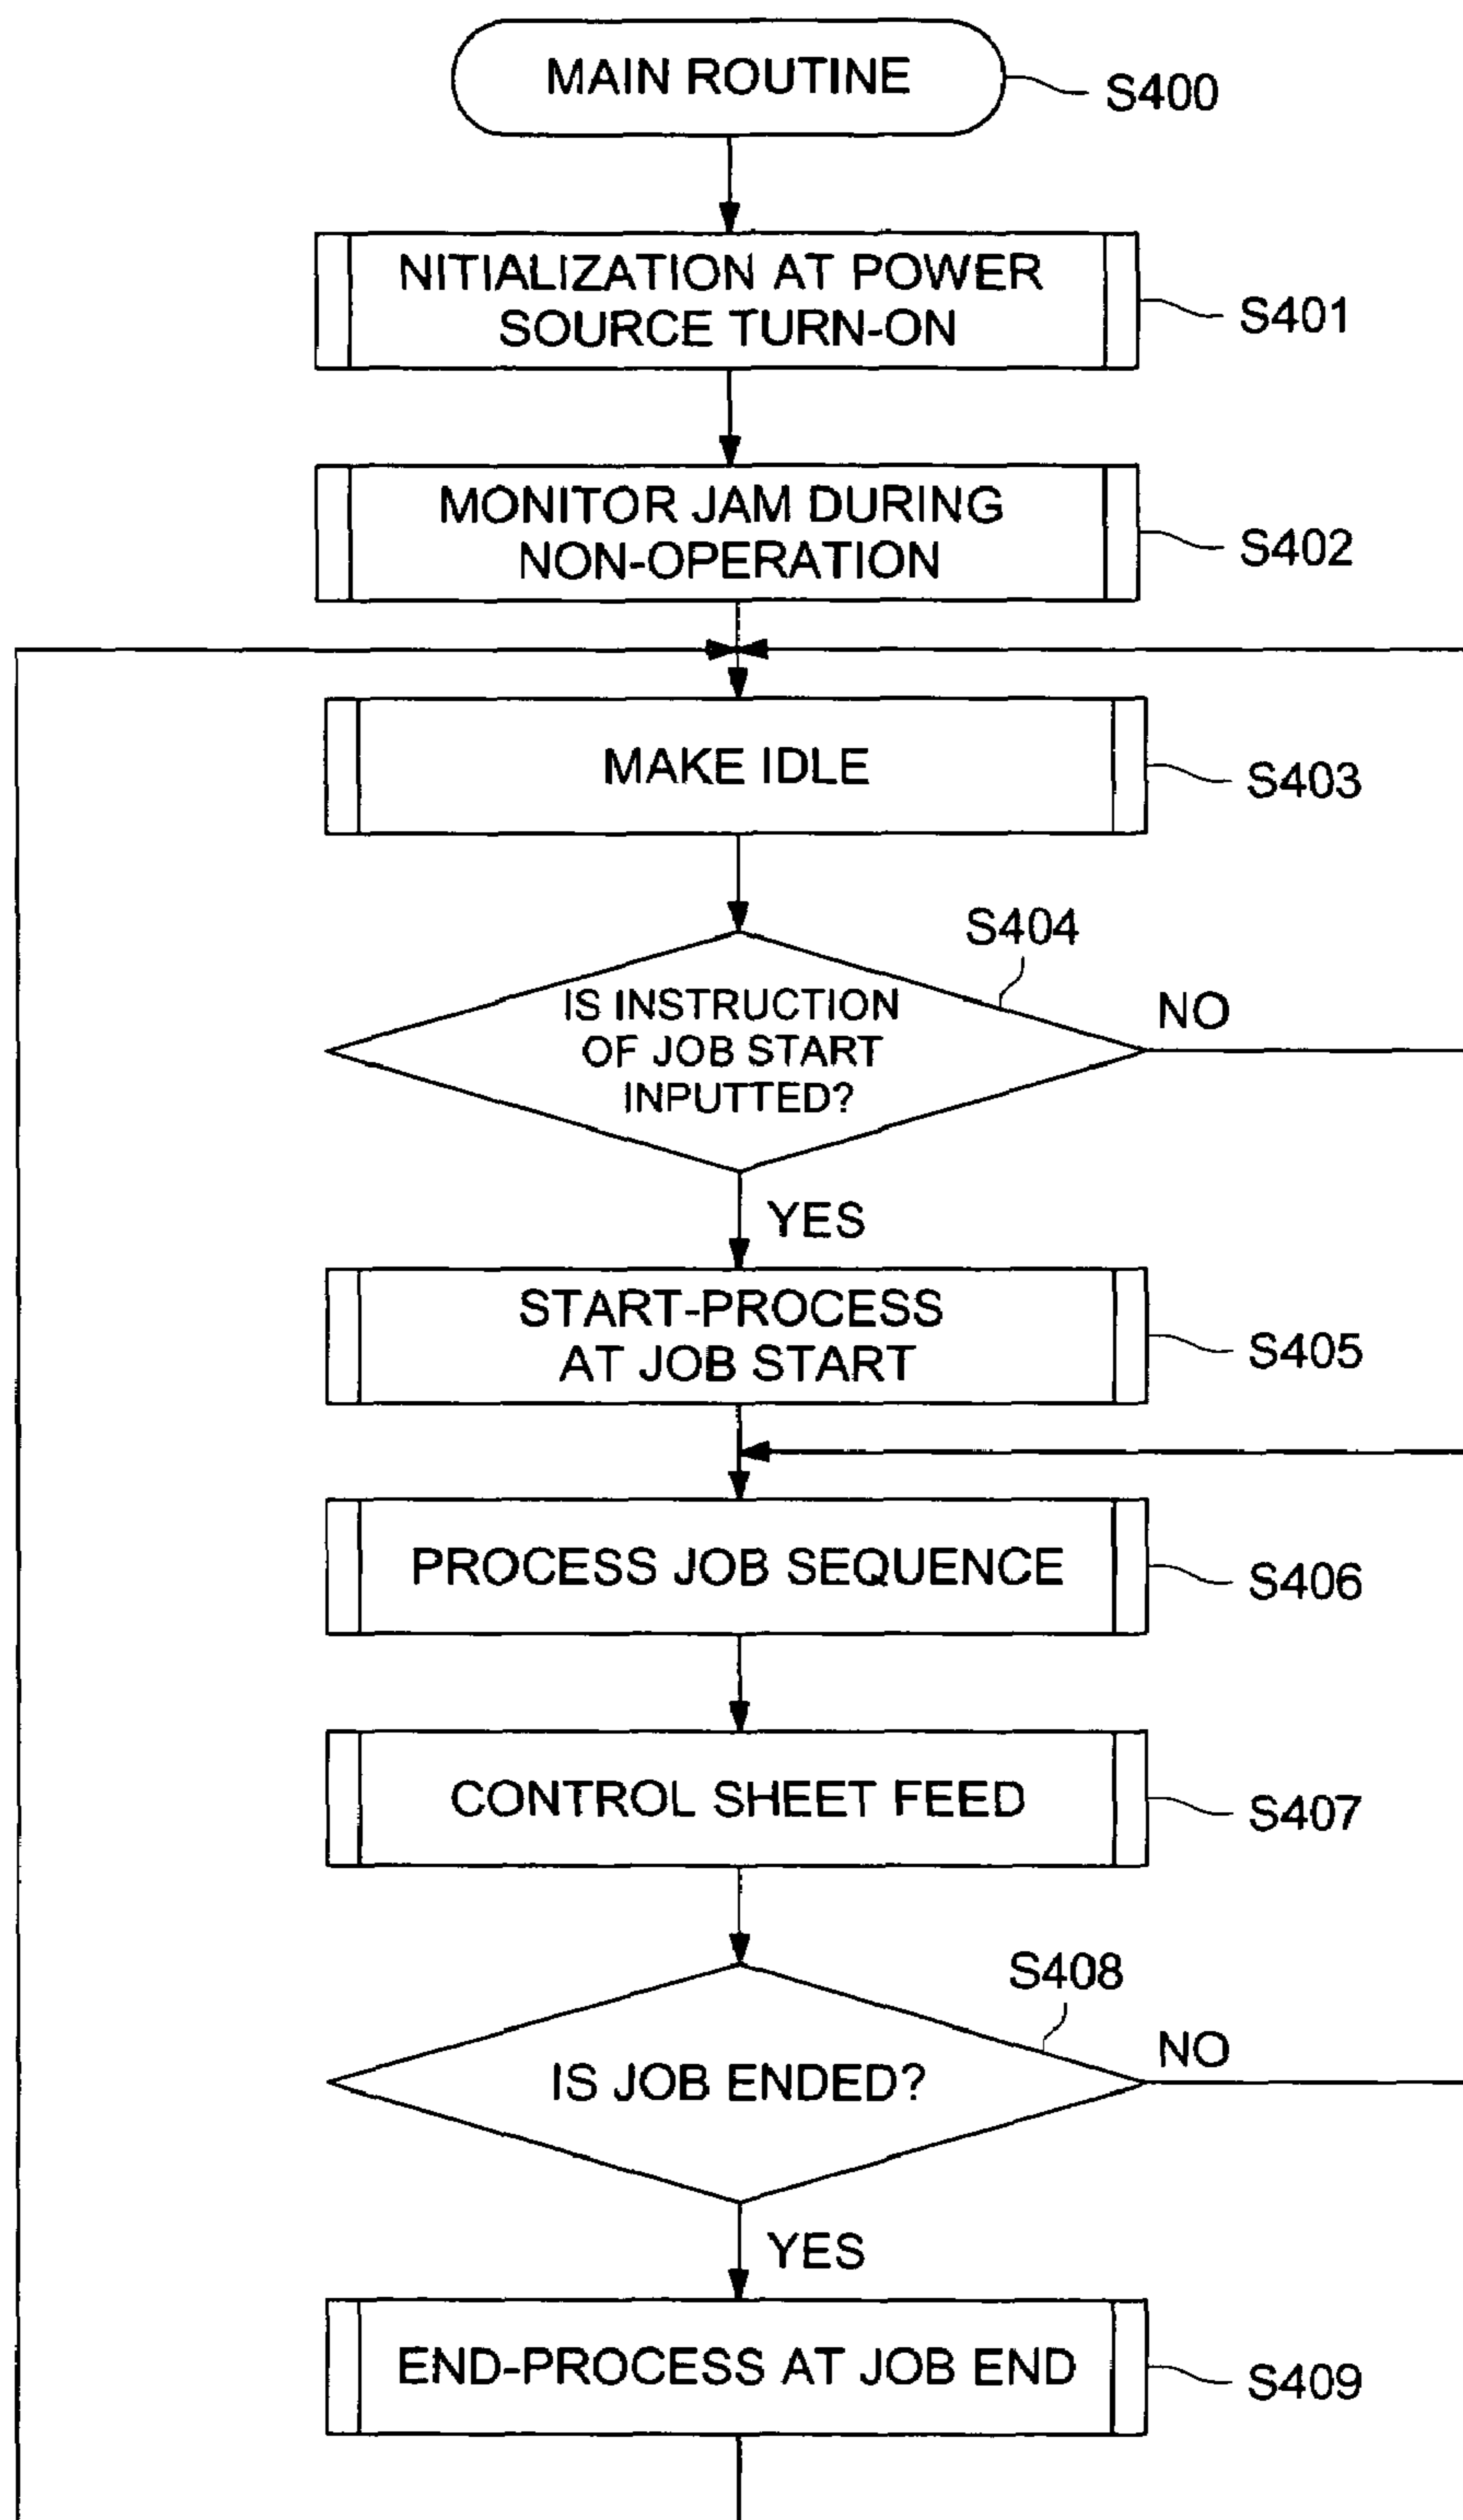 MAIN ROUTINE
S400
NITIALIZATION AT POWER
SOURCE TURN-ON
S401
MONITOR JAM DURING
NON-OPERATION
S402
MAKE IDLE
S403
S404
IS INSTRUCTION
OF JOB START
INPUTTED?
NO
YES
START-PROCESS
AT JOB START
S405
PROCESS JOB SEQUENCE
S406
CONTROL SHEET FEED
S407
S408
IS JOB ENDED?
NO
YES
END-PROCESS AT JOB END
S409